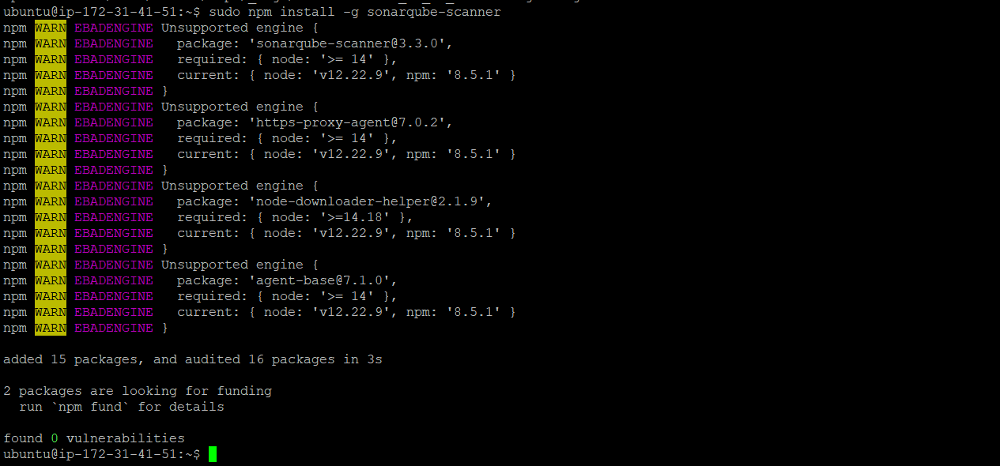 ubuntu@ip-172-31-41-51:~$ sudo npm install -g sonarqube-scanner
npm WARN EBADENGINE Unsupported engine {
npm WARN EBADENGINE   package: 'sonarqube-scanner@3.3.0',
npm WARN EBADENGINE   required: { node: '>= 14' },
npm WARN EBADENGINE   current: { node: 'v12.22.9', npm: '8.5.1' }
npm WARN EBADENGINE }
npm WARN EBADENGINE Unsupported engine {
npm WARN EBADENGINE   package: 'https-proxy-agent@7.0.2',
npm WARN EBADENGINE   required: { node: '>= 14' },
npm WARN EBADENGINE   current: { node: 'v12.22.9', npm: '8.5.1' }
npm WARN EBADENGINE }
npm WARN EBADENGINE Unsupported engine {
npm WARN EBADENGINE   package: 'node-downloader-helper@2.1.9',
npm WARN EBADENGINE   required: { node: '>=14.18' },
npm WARN EBADENGINE   current: { node: 'v12.22.9', npm: '8.5.1' }
npm WARN EBADENGINE }
npm WARN EBADENGINE Unsupported engine {
npm WARN EBADENGINE   package: 'agent-base@7.1.0',
npm WARN EBADENGINE   required: { node: '>= 14' },
npm WARN EBADENGINE   current: { node: 'v12.22.9', npm: '8.5.1' }
npm WARN EBADENGINE }
added 15 packages, and audited 16 packages in 3s
2 packages are looking for funding
  run `npm fund` for details
found 0 vulnerabilities
ubuntu@ip-172-31-41-51:~$